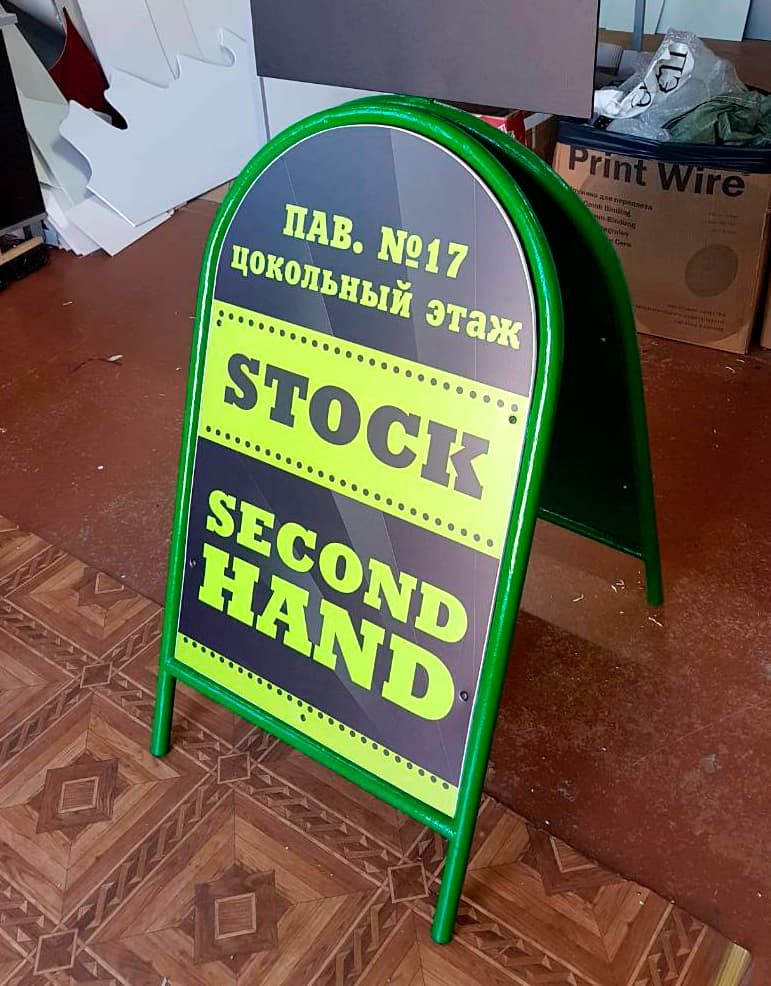 ПАВ. №17
ЦОКОЛЬНЫЙ ЭТАЖ
STOCK
SECOND
HAND
Print Wire